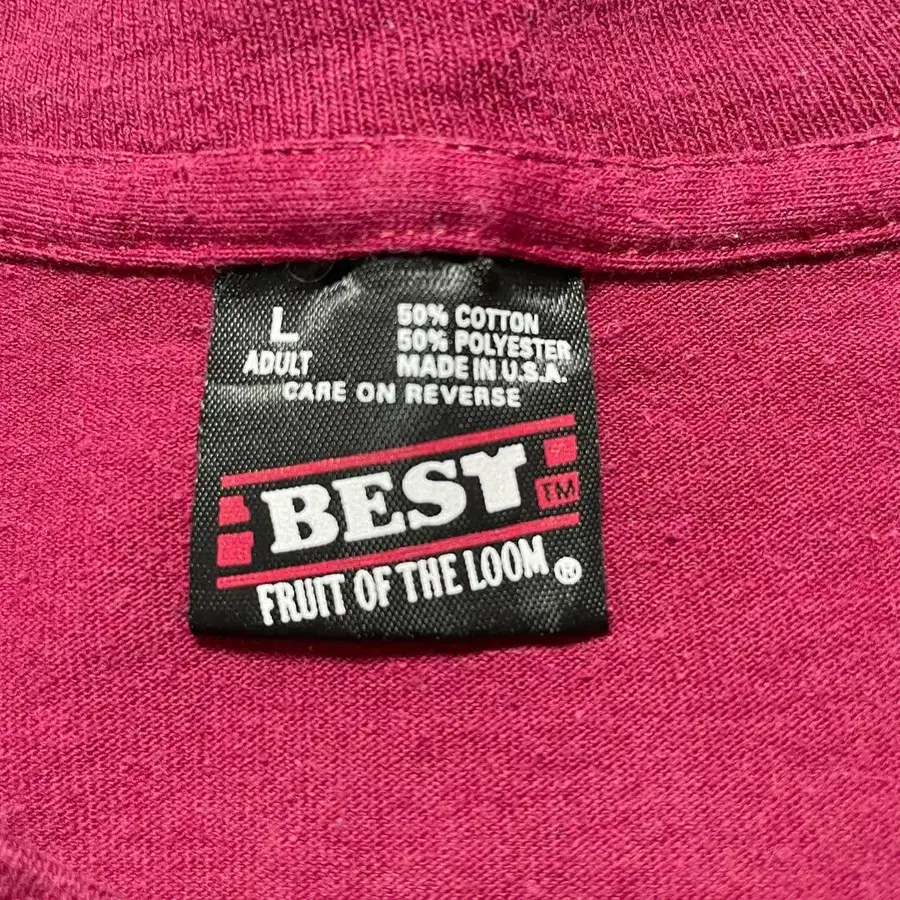 L
ADULT
50% COTTON
50% POLYESTER
MADE IN U.S.A.
CARE ON REVERSE
BEST
TM
FRUIT OF THE LOOM®